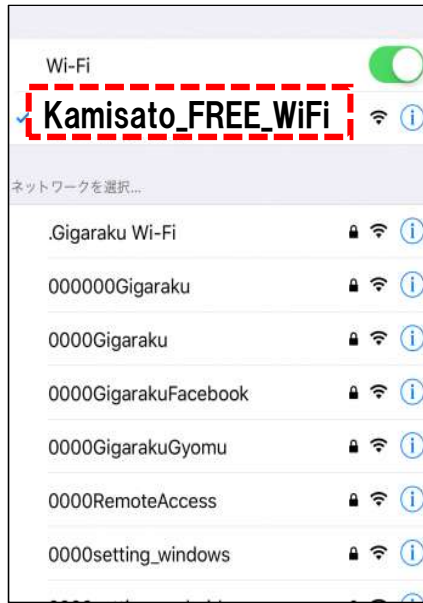 Wi-Fi
Kamisato_FREE_WiFi
ネットワークを選択...
.Gigaraku Wi-Fi
000000Gigaraku
0000Gigaraku
0000GigarakuFacebook
0000GigarakuGyomu
0000RemoteAccess
0000setting_windows